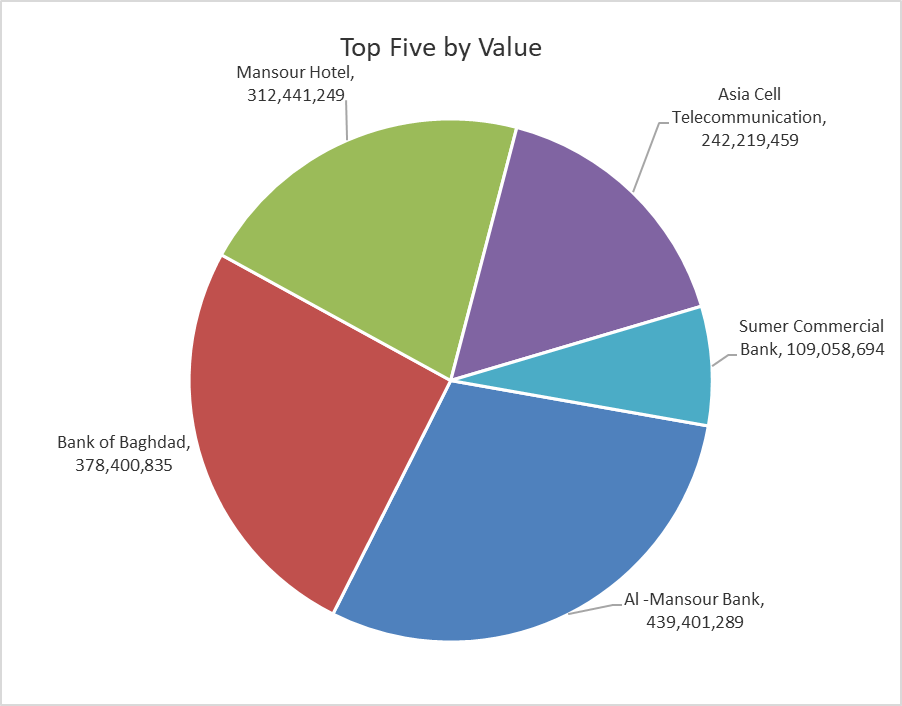 Top Five by Value
Mansour Hotel,
312,441,249
Asia Cell
Telecommunication,
242,219,459
Sumer Commercial
Bank, 109,058,694
Bank of Baghdad,
378,400,835
Al -Mansour Bank,
439,401,289